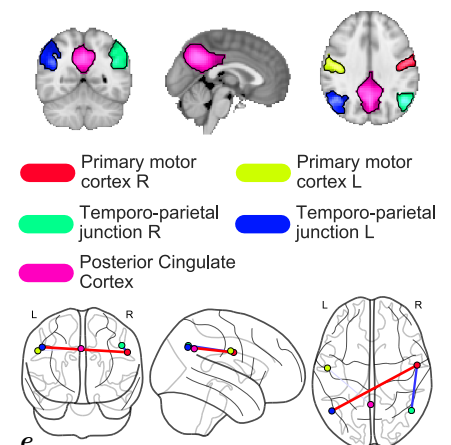 Primary motor
cortex R
Primary motor
cortex L
Temporo-parietal
junction R
Temporo-parietal
junction L
Posterior Cingulate
Cortex
L
R
L
R
e